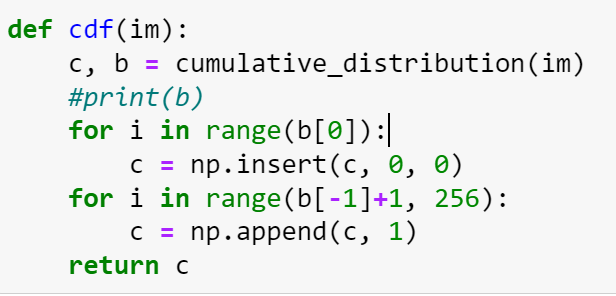 def cdf(im):
    c, b = cumulative_distribution(im)
    #print(b)
    for i in range(b[0]):
        c = np.insert(c, 0, 0)
    for i in range(b[-1]+1, 256):
        c = np.append(c, 1)
    return c